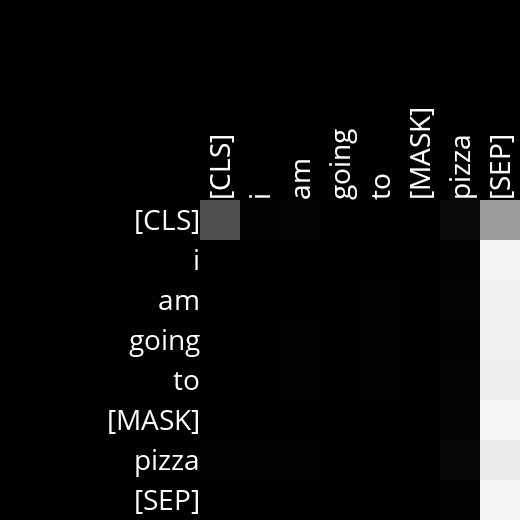 [CLS] i am going to [MASK] pizza [SEP]
[CLS]
i
am
going
to
[MASK]
pizza
[SEP]